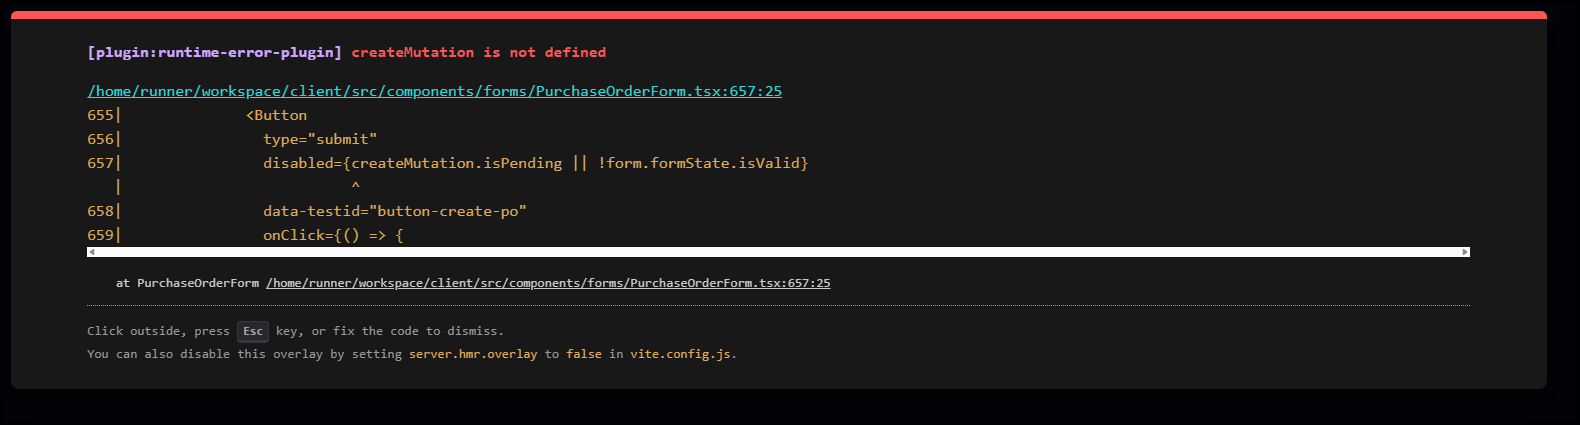 [plugin:runtime-error-plugin] createMutation is not defined
/home/runner/workspace/client/src/components/forms/PurchaseOrderForm.tsx:657:25
655|              <Button
656|                type="submit"
657|                disabled={createMutation.isPending || !form.formState.isValid}
   |                          ^
658|                data-testid="button-create-po"
659|                onClick={() => {
at PurchaseOrderForm /home/runner/workspace/client/src/components/forms/PurchaseOrderForm.tsx:657:25
Click outside, press Esc key, or fix the code to dismiss.
You can also disable this overlay by setting server.hmr.overlay to false in vite.config.js.